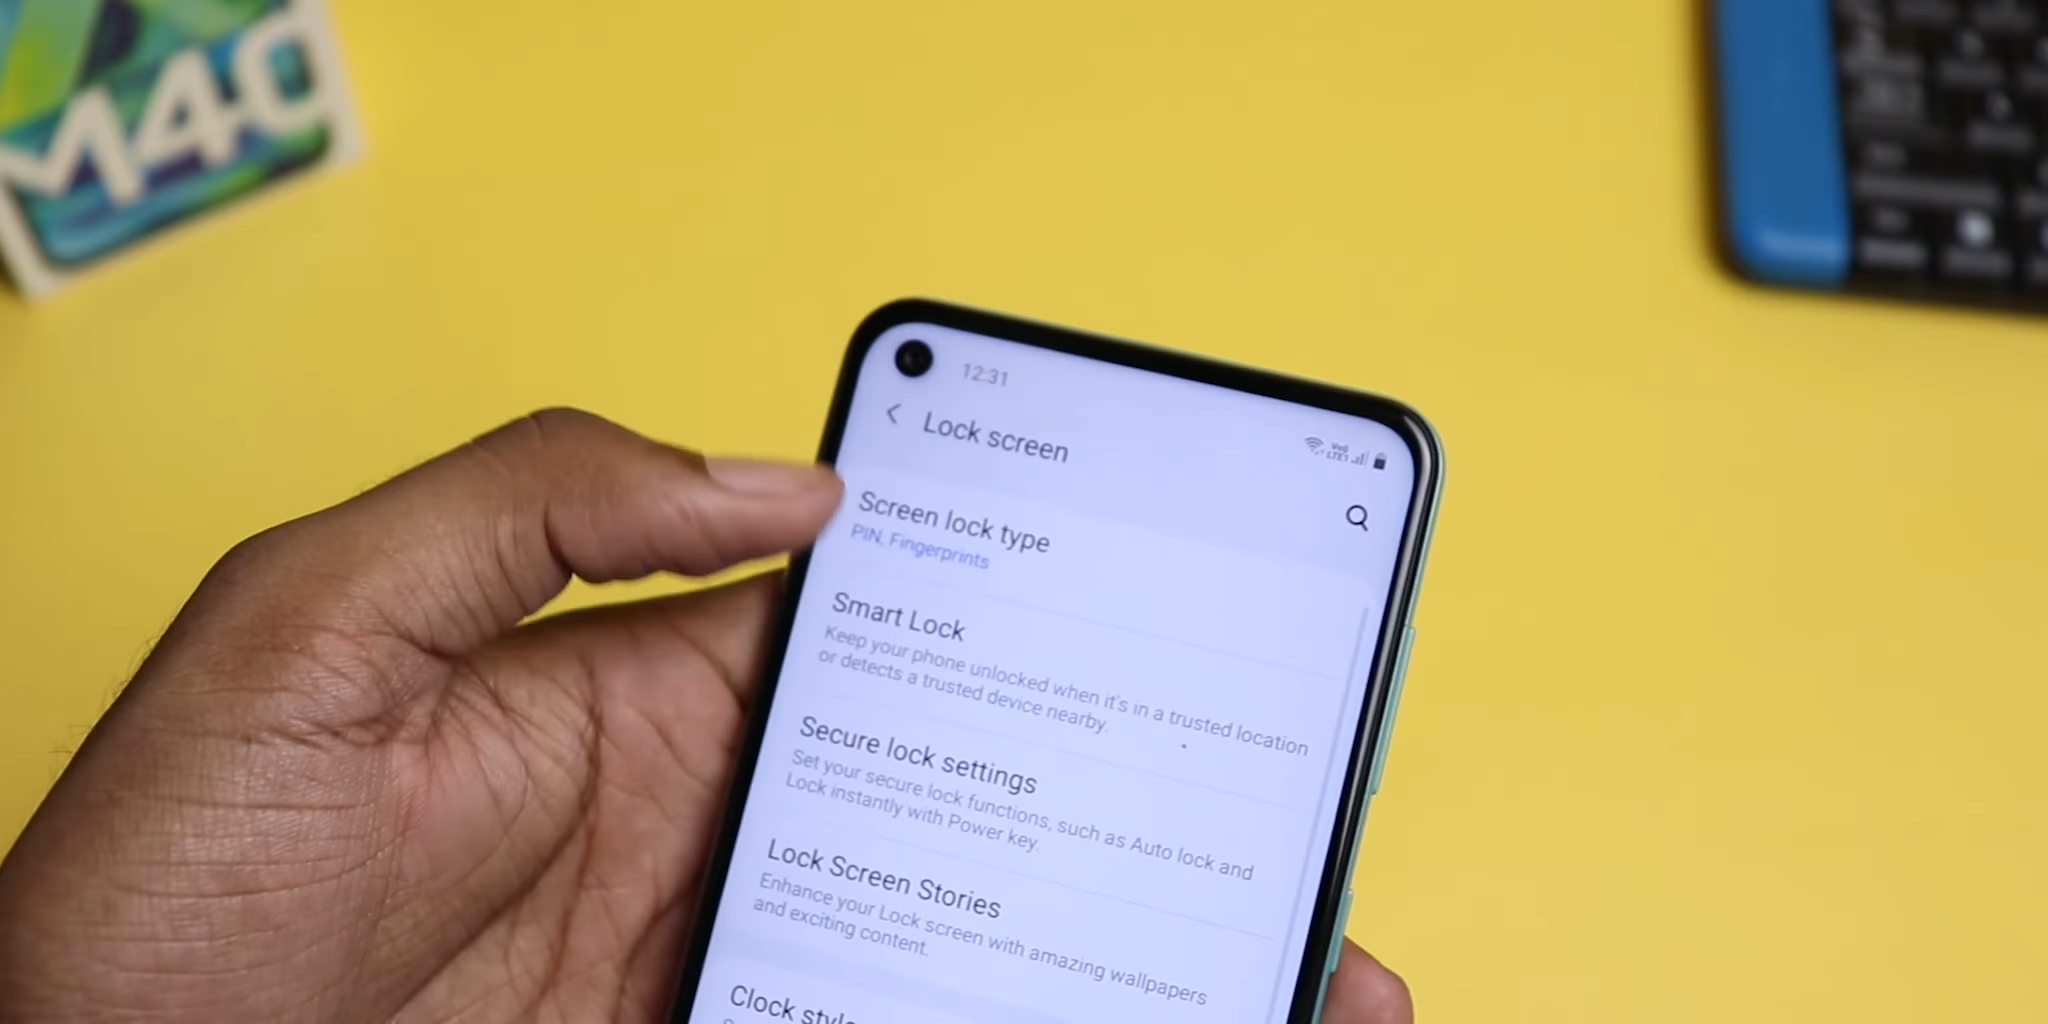 M40
12:31
Lock screen
Screen lock type
PIN, Fingerprints
Smart Lock
Keep your phone unlocked when it's in a trusted location
or detects a trusted device nearby.
Secure lock settings
Set your secure lock functions, such as Auto lock and
Lock instantly with Power key.
Lock Screen Stories
Enhance your Lock screen with amazing wallpapers
and exciting content.
Clock style